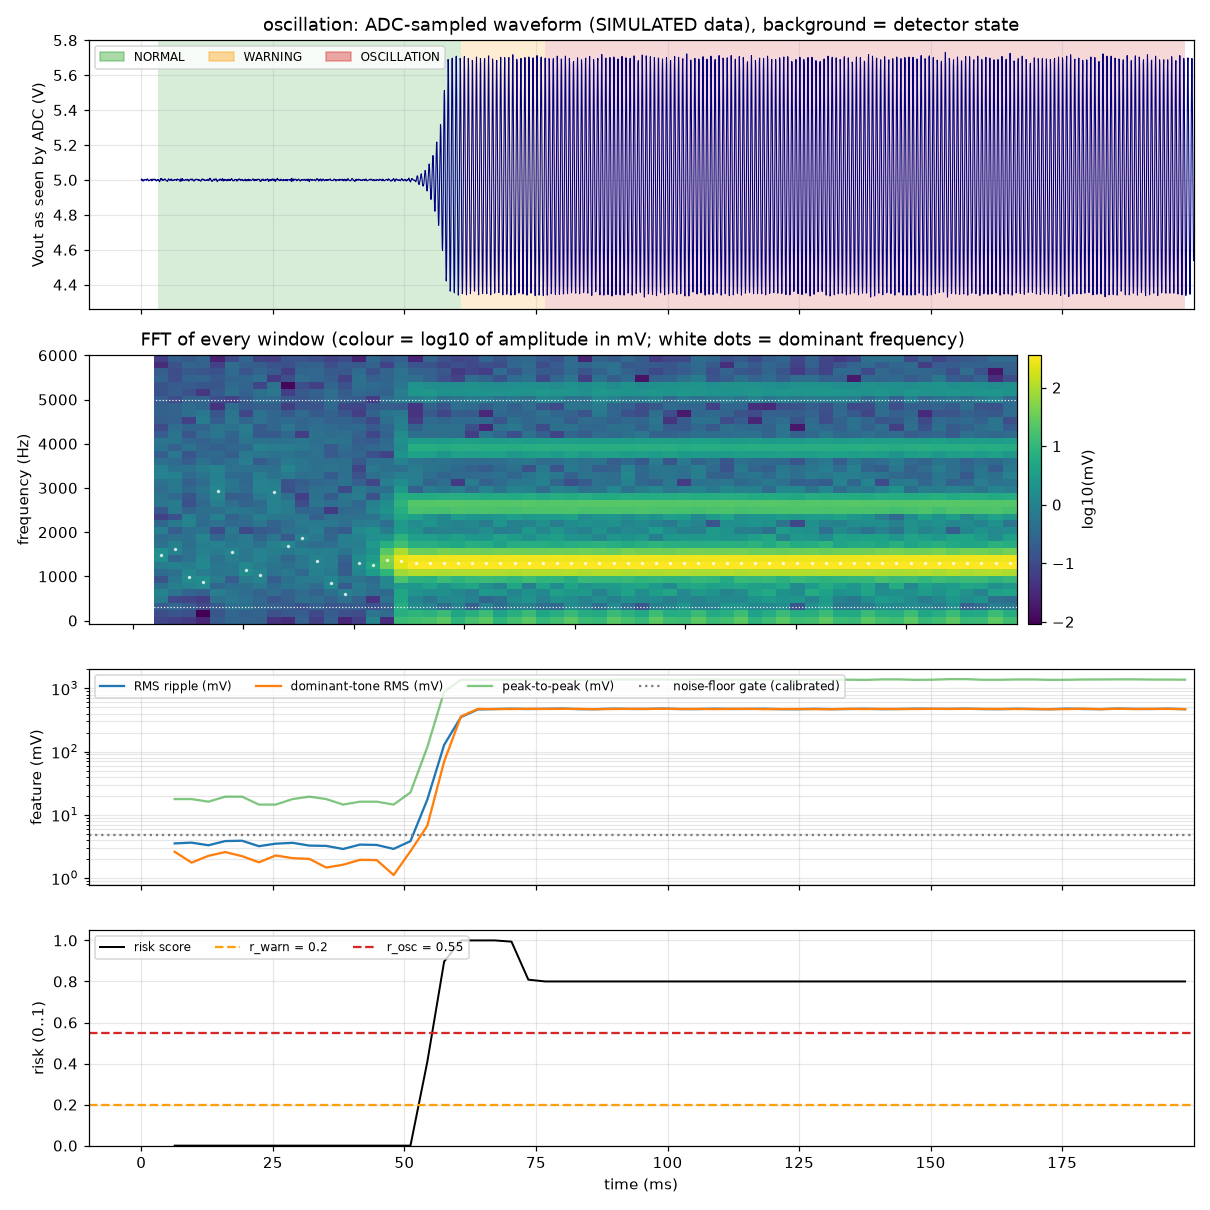 oscillation: ADC-sampled waveform (SIMULATED data), background = detector state
NORMAL WARNING OSCILLATION
Vout as seen by ADC (V)
5.8
5.6
5.4
5.2
5.0
4.8
4.6
4.4
FFT of every window (colour = log10 of amplitude in mV; white dots = dominant frequency)
frequency (Hz)
6000
5000
4000
3000
2000
1000
0
2
1
0
−1
−2
log10(mV)
RMS ripple (mV) dominant-tone RMS (mV) peak-to-peak (mV) noise-floor gate (calibrated)
feature (mV)
10³
10²
10¹
10⁰
risk score r_warn = 0.2 r_osc = 0.55
risk (0..1)
1.0
0.8
0.6
0.4
0.2
0.0
0 25 50 75 100 125 150 175
time (ms)